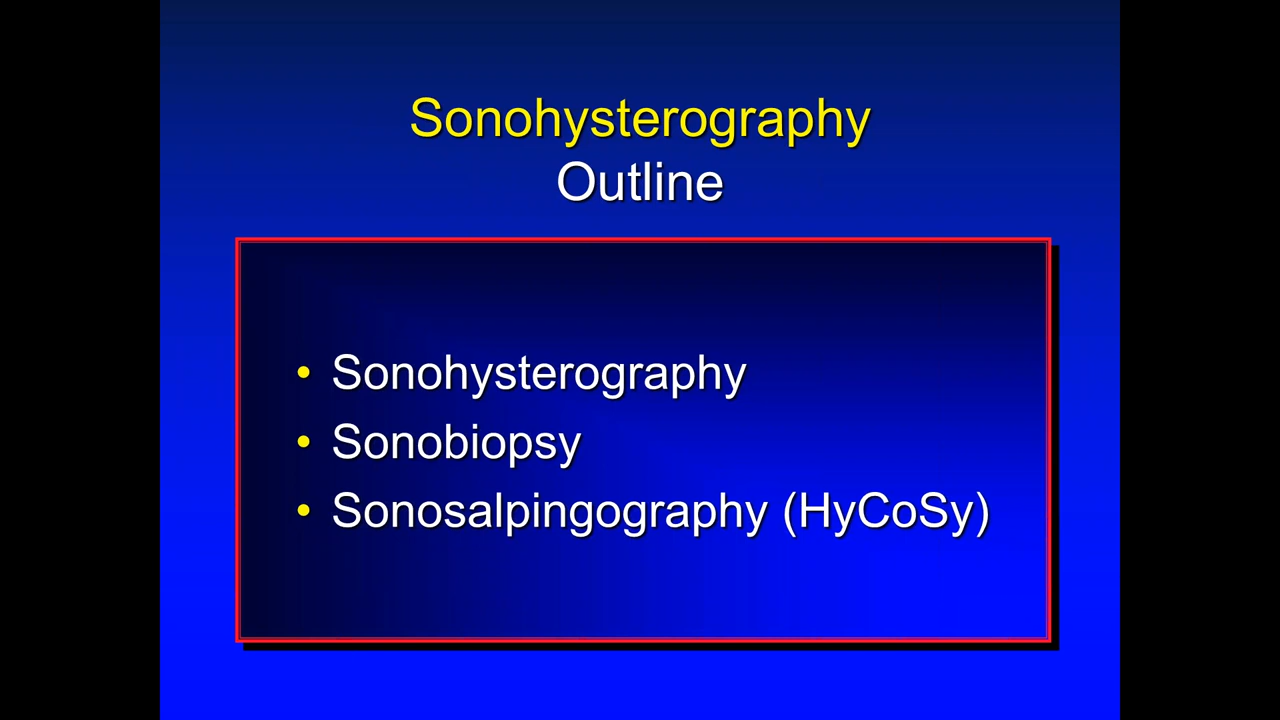 Sonohysterography
Outline
• Sonohysterography
• Sonobiopsy
• Sonosalpingography (HyCoSy)